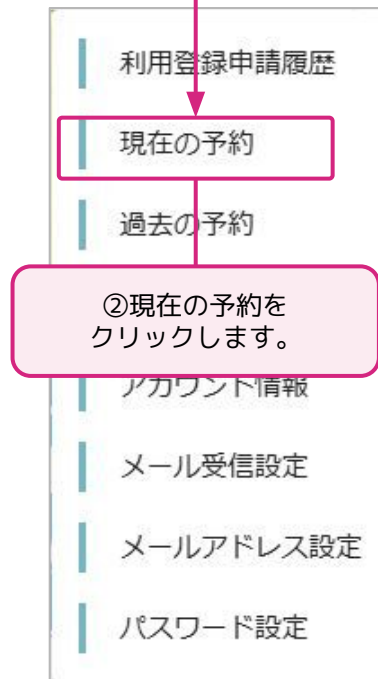 利用登録申請履歴
現在の予約
過去の予約
②現在の予約を
クリックします。
アカウント情報
メール受信設定
メールアドレス設定
パスワード設定